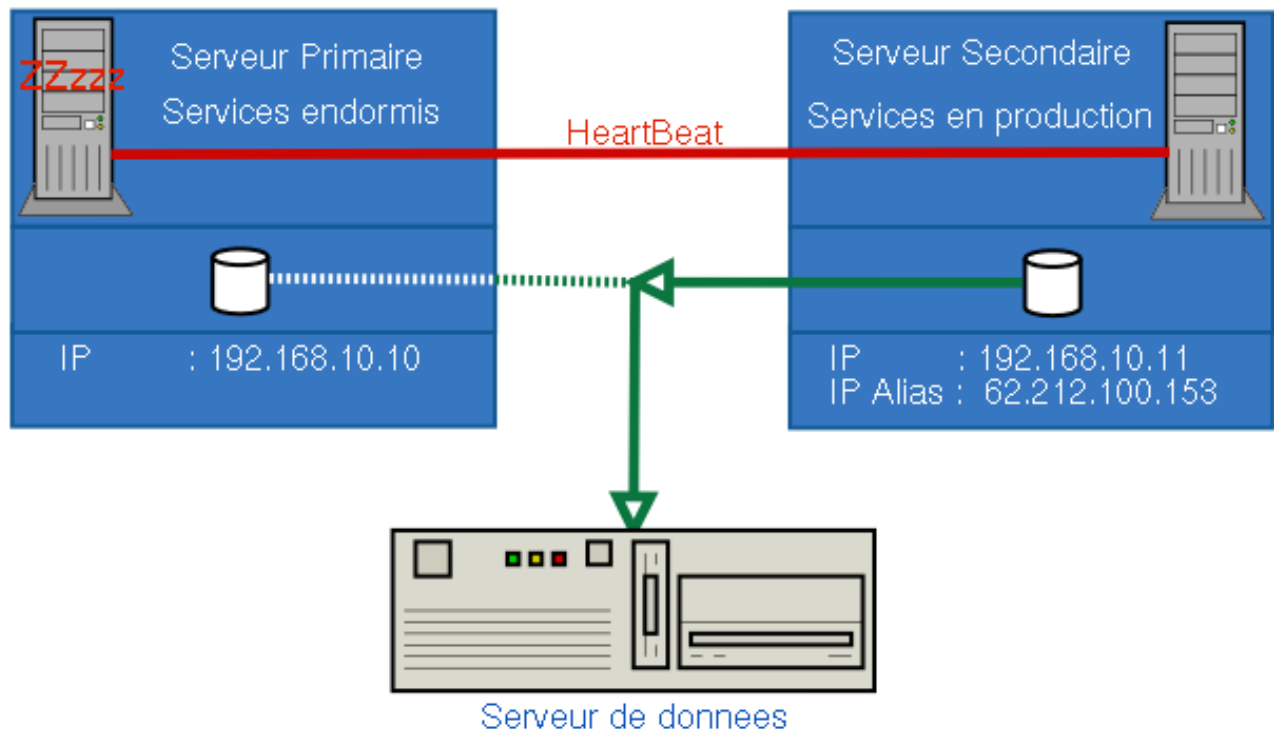 ZZzzz
Serveur Primaire
Services endormis
HeartBeat
Serveur Secondaire
Services en production
IP : 192.168.10.10
IP : 192.168.10.11
IP Alias : 62.212.100.153
Serveur de donnees